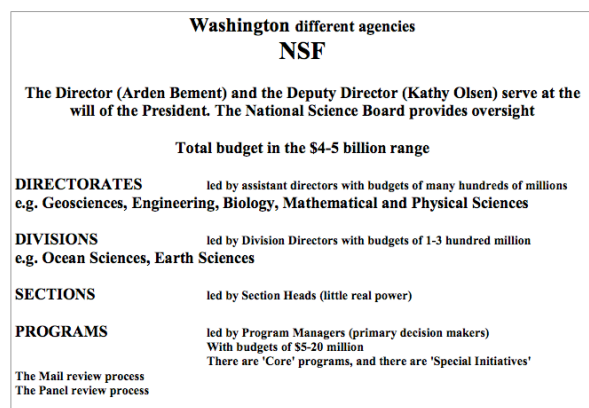 Washington different agencies
NSF
The Director (Arden Bement) and the Deputy Director (Kathy Olsen) serve at the
will of the President. The National Science Board provides oversight
Total budget in the $4-5 billion range
DIRECTORATES led by assistant directors with budgets of many hundreds of millions
e.g. Geosciences, Engineering, Biology, Mathematical and Physical Sciences
DIVISIONS led by Division Directors with budgets of 1-3 hundred million
e.g. Ocean Sciences, Earth Sciences
SECTIONS led by Section Heads (little real power)
PROGRAMS led by Program Managers (primary decision makers)
With budgets of $5-20 million
There are 'Core' programs, and there are 'Special Initiatives'
The Mail review process
The Panel review process